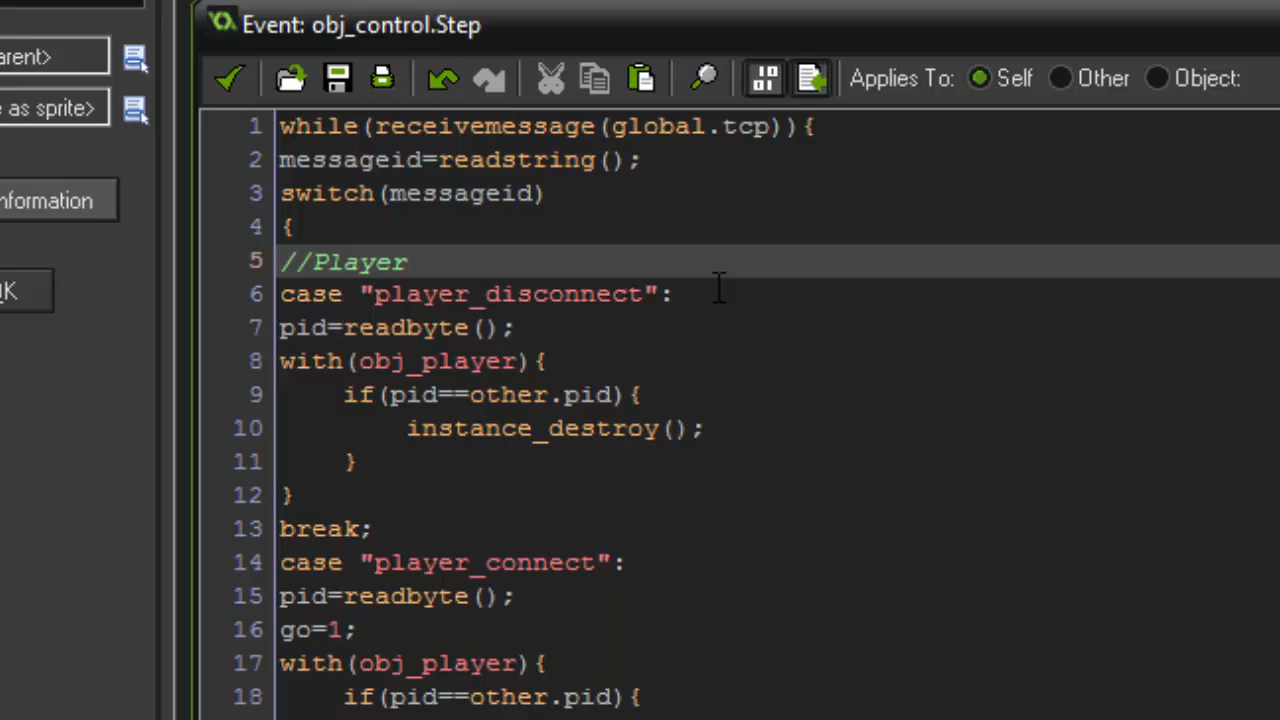 Event: obj_control.Step
arent>
Applies To: Self Other Object:
e as sprite>
nformation
K
1 while(receivemessage(global.tcp)){
2 messageid=readstring();
3 switch(messageid)
4 {
5 //Player
6 case "player_disconnect":
7 pid=readbyte();
8 with(obj_player){
9 if(pid==other.pid){
10 instance_destroy();
11 }
12 }
13 break;
14 case "player_connect":
15 pid=readbyte();
16 go=1;
17 with(obj_player){
18 if(pid==other.pid){